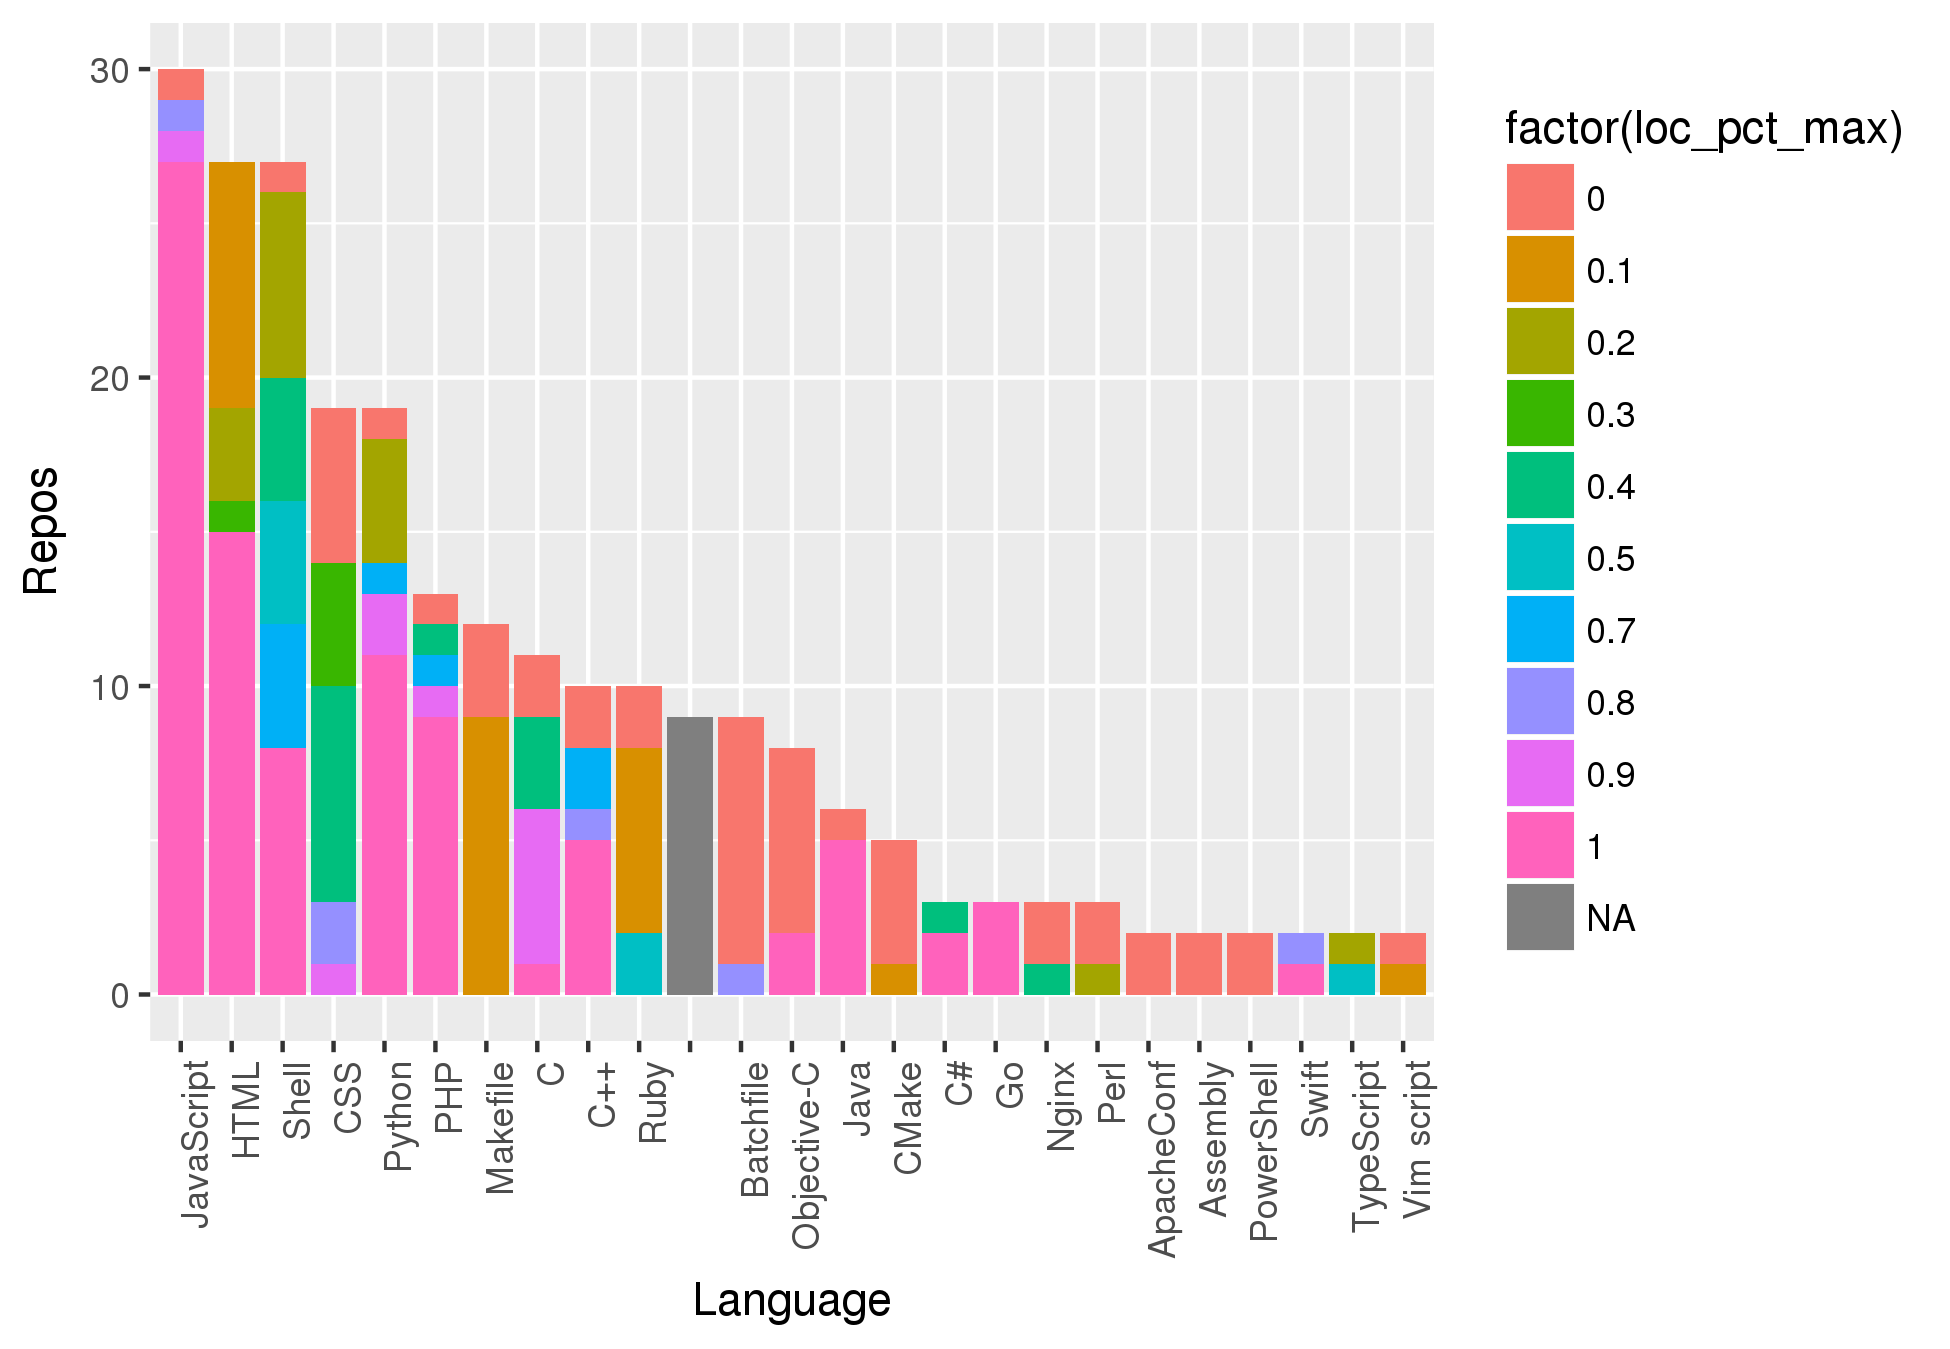 30
20
10
0
Repos
JavaScript
HTML
Shell
CSS
Python
PHP
Makefile
C
C++
Ruby
Batchfile
Objective-C
Java
CMake
C#
Go
Nginx
Perl
ApacheConf
Assembly
PowerShell
Swift
TypeScript
Vim script
Language
factor(loc_pct_max)
0
0.1
0.2
0.3
0.4
0.5
0.7
0.8
0.9
1
NA